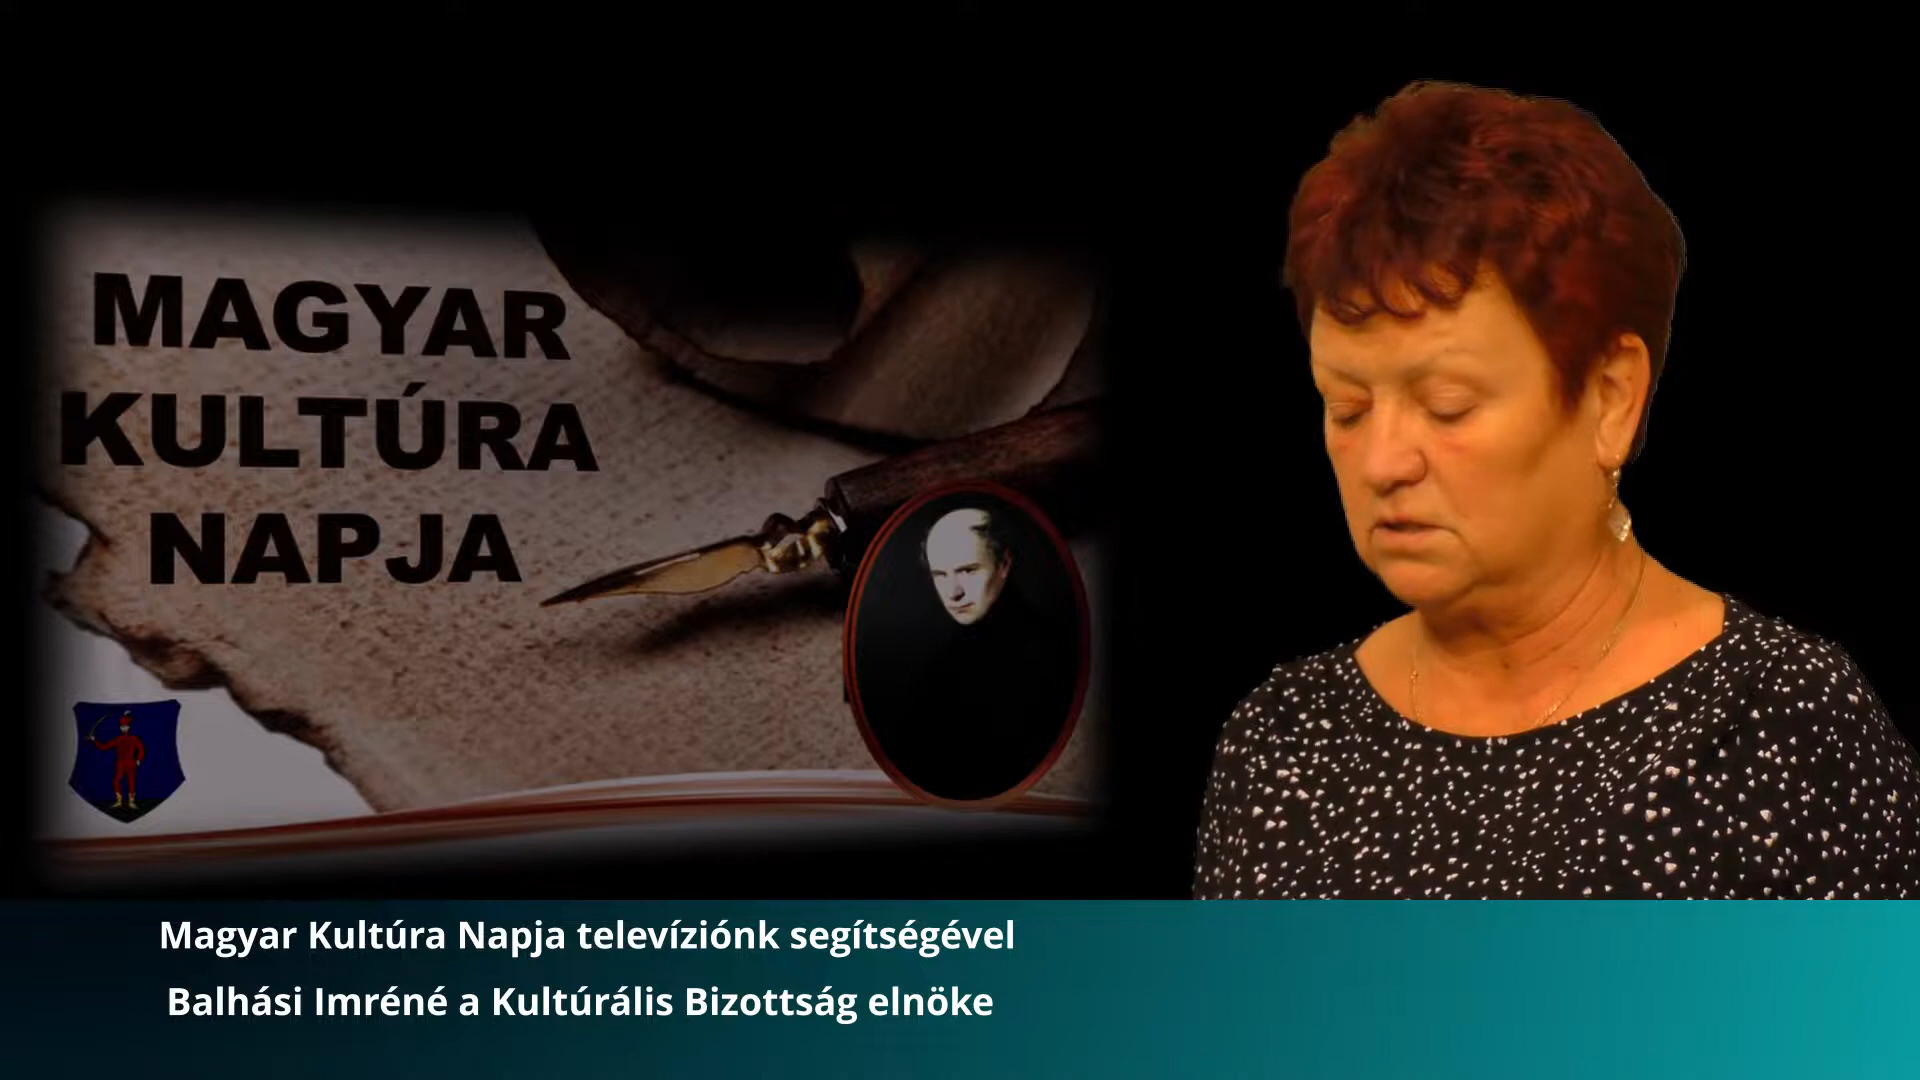 MAGYAR
KULTÚRA
NAPJA
Magyar Kultúra Napja televíziónk segítségével
Balhási Imréné a Kultúrális Bizottság elnöke